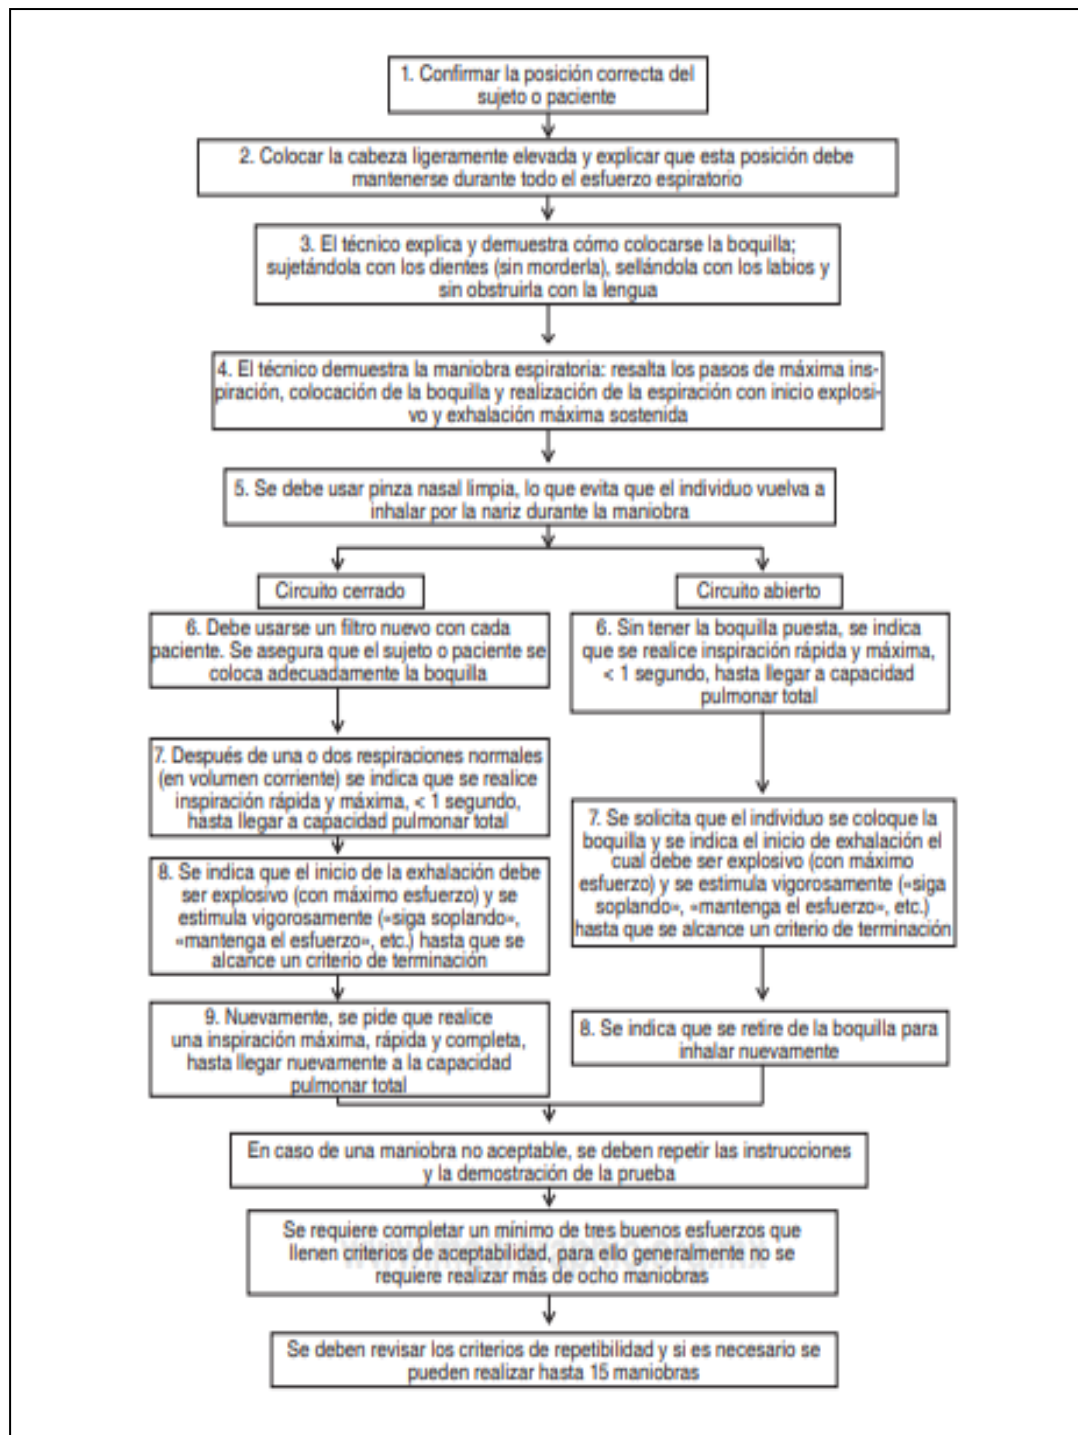 1. Confirmar la posición correcta del
sujeto o paciente
2. Colocar la cabeza ligeramente elevada y explicar que esta posición debe
mantenerse durante todo el esfuerzo espiratorio
3. El técnico explica y demuestra cómo colocarse la boquilla;
sujetándola con los dientes (sin morderla), sellándola con los labios y
sin obstruirla con la lengua
4. El técnico demuestra la maniobra espiratoria: resalta los pasos de máxima ins-
piración, colocación de la boquilla y realización de la espiración con inicio explosi-
vo y exhalación máxima sostenida
5. Se debe usar pinza nasal limpia, lo que evita que el individuo vuelva a
inhalar por la nariz durante la maniobra
Circuito cerrado
6. Debe usarse un filtro nuevo con cada
paciente. Se asegura que el sujeto o paciente se
coloca adecuadamente la boquilla
7. Después de una o dos respiraciones normales
(en volumen corriente) se indica que se realice
inspiración rápida y máxima, < 1 segundo,
hasta llegar a capacidad pulmonar total
8. Se indica que el inicio de la exhalación debe
ser explosivo (con máximo esfuerzo) y se
estimula vigorosamente («siga soplando»,
«mantenga el esfuerzo», etc.) hasta que se
alcance un criterio de terminación
9. Nuevamente, se pide que realice
una inspiración máxima, rápida y completa,
hasta llegar nuevamente a la capacidad
pulmonar total
Circuito abierto
6. Sin tener la boquilla puesta, se indica
que se realice inspiración rápida y máxima,
< 1 segundo, hasta llegar a capacidad
pulmonar total
7. Se solicita que el individuo se coloque la
boquilla y se indica el inicio de exhalación el
cual debe ser explosivo (con máximo
esfuerzo) y se estimula vigorosamente («siga
soplando», «mantenga el esfuerzo», etc.)
hasta que se alcance un criterio de terminación
8. Se indica que se retire de la boquilla para
inhalar nuevamente
En caso de una maniobra no aceptable, se deben repetir las instrucciones
y la demostración de la prueba
Se requiere completar un mínimo de tres buenos esfuerzos que
llenen criterios de aceptabilidad, para ello generalmente no se
requiere realizar más de ocho maniobras
Se deben revisar los criterios de repetibilidad y si es necesario se
pueden realizar hasta 15 maniobras